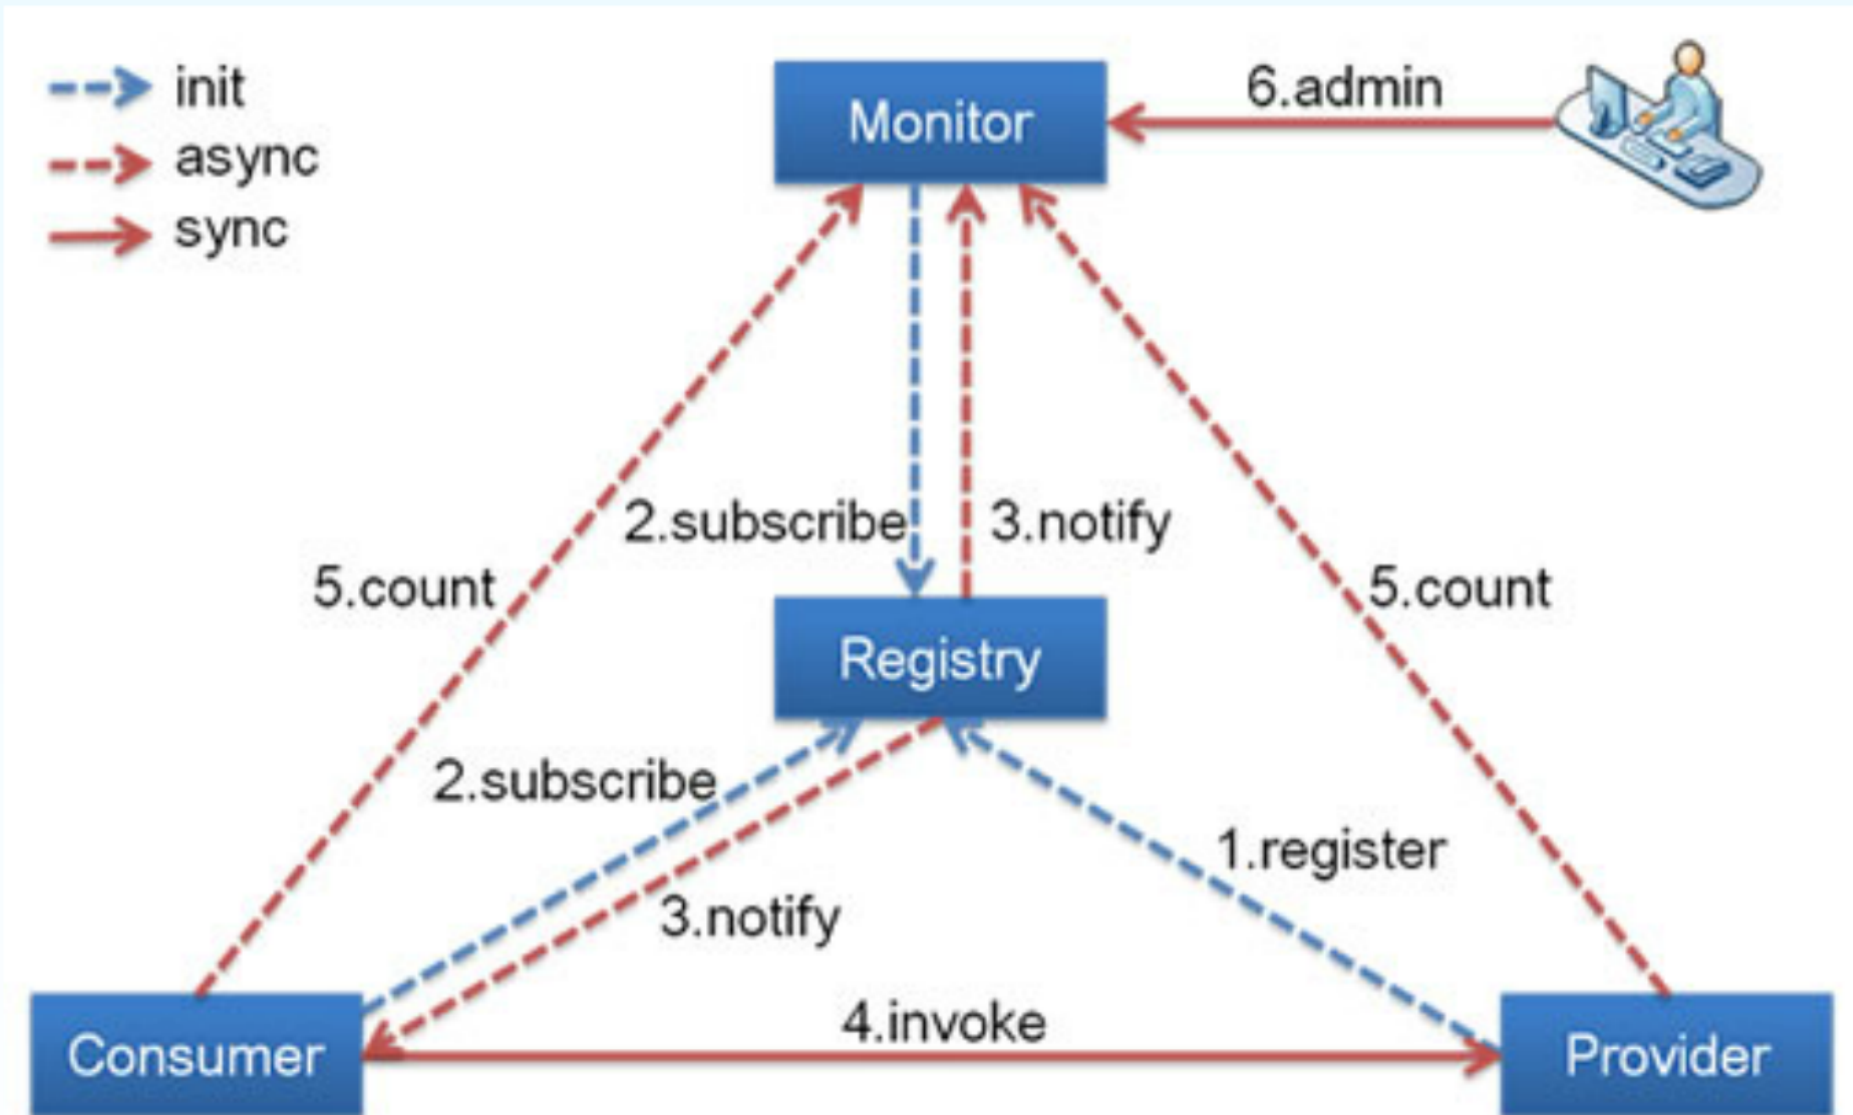 init
async
sync
Monitor
6.admin
2.subscribe
3.notify
5.count
5.count
Registry
2.subscribe
1.register
3.notify
4.invoke
Consumer
Provider